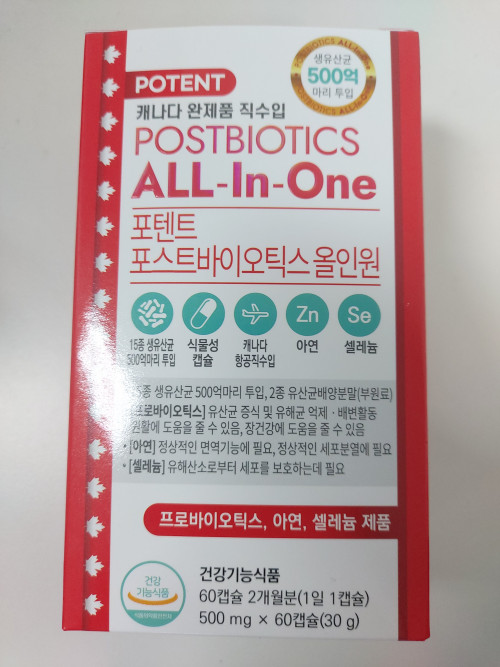 POTENT
POSTBIOTICS ALL-In-One
생유산균
500억
마리 투입
캐나다 완제품 직수입
POSTBIOTICS
ALL-In-One
포텐트
포스트바이오틱스 올인원
Zn
Se
15종 생유산균
500억마리 투입
식물성
캡슐
캐나다
항공직수입
아연
셀레늄
15종 생유산균 500억마리 투입, 2종 유산균배양분말(부원료)
[프로바이오틱스] 유산균 증식 및 유해균 억제 · 배변활동
원활에 도움을 줄 수 있음, 장건강에 도움을 줄 수 있음
• [아연] 정상적인 면역기능에 필요, 정상적인 세포분열에 필요
• [셀레늄] 유해산소로부터 세포를 보호하는데 필요
프로바이오틱스, 아연, 셀레늄 제품
건강
기능식품
식품의약품안전처
건강기능식품
60캡슐 2개월분(1일 1캡슐)
500 mg × 60캡슐(30 g)